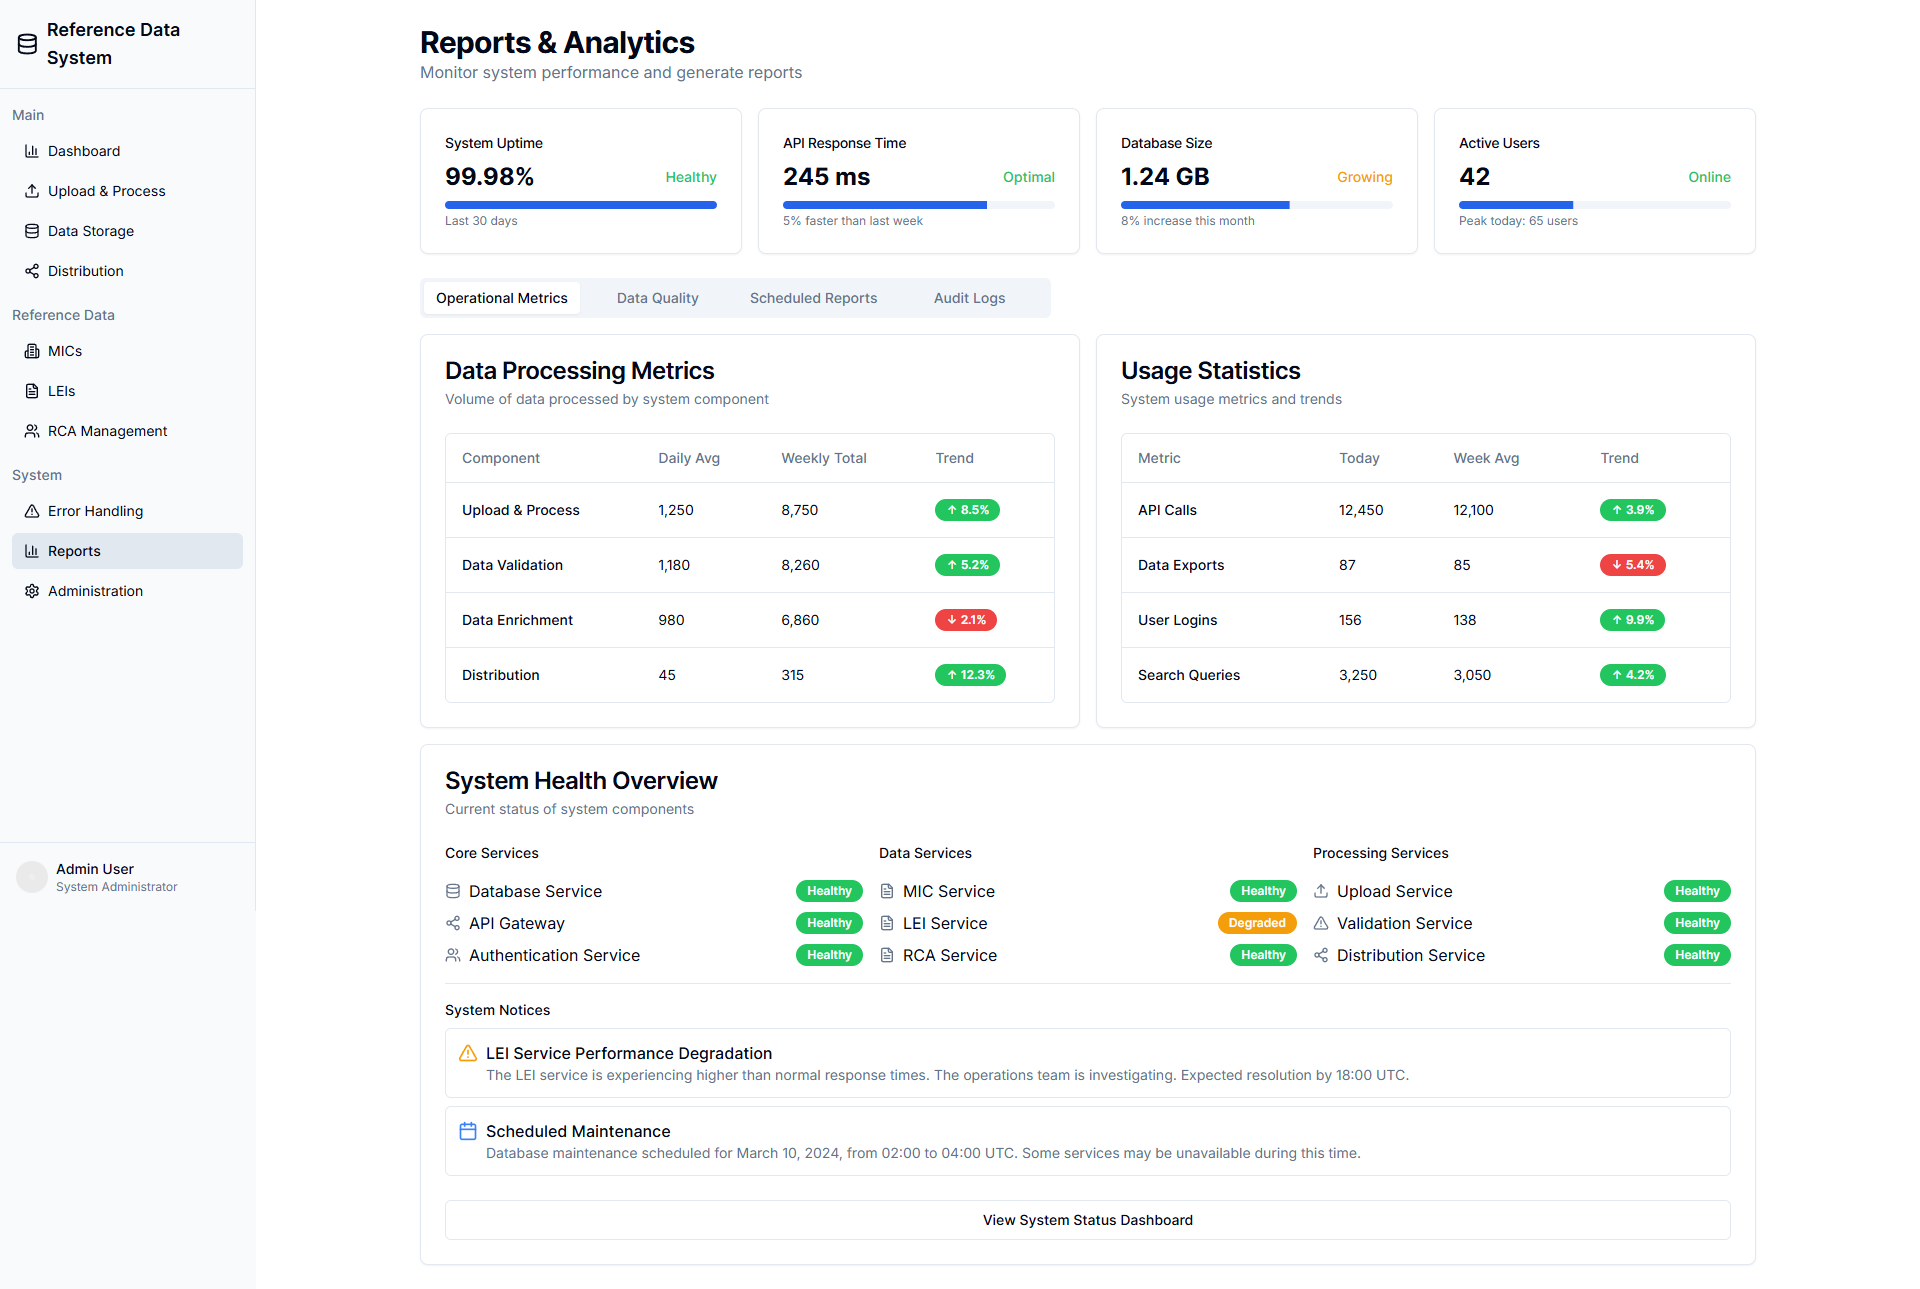 Reference Data
System
Main
Dashboard
Upload & Process
Data Storage
Distribution
Reference Data
MICs
LEIs
RCA Management
System
Error Handling
Reports
Administration
Admin User
System Administrator
Reports & Analytics
Monitor system performance and generate reports
System Uptime
99.98% Healthy
Last 30 days
API Response Time
245 ms Optimal
5% faster than last week
Database Size
1.24 GB Growing
8% increase this month
Active Users
42 Online
Peak today: 65 users
Operational Metrics Data Quality Scheduled Reports Audit Logs
Data Processing Metrics
Volume of data processed by system component
Component Daily Avg Weekly Total Trend
Upload & Process 1,250 8,750 ↑ 8.5%
Data Validation 1,180 8,260 ↑ 5.2%
Data Enrichment 980 6,860 ↓ 2.1%
Distribution 45 315 ↑ 12.3%
Usage Statistics
System usage metrics and trends
Metric Today Week Avg Trend
API Calls 12,450 12,100 ↑ 3.9%
Data Exports 87 85 ↓ 5.4%
User Logins 156 138 ↑ 9.9%
Search Queries 3,250 3,050 ↑ 4.2%
System Health Overview
Current status of system components
Core Services
Database Service Healthy
API Gateway Healthy
Authentication Service Healthy
Data Services
MIC Service Healthy
LEI Service Degraded
RCA Service Healthy
Processing Services
Upload Service Healthy
Validation Service Healthy
Distribution Service Healthy
System Notices
LEI Service Performance Degradation
The LEI service is experiencing higher than normal response times. The operations team is investigating. Expected resolution by 18:00 UTC.
Scheduled Maintenance
Database maintenance scheduled for March 10, 2024, from 02:00 to 04:00 UTC. Some services may be unavailable during this time.
View System Status Dashboard